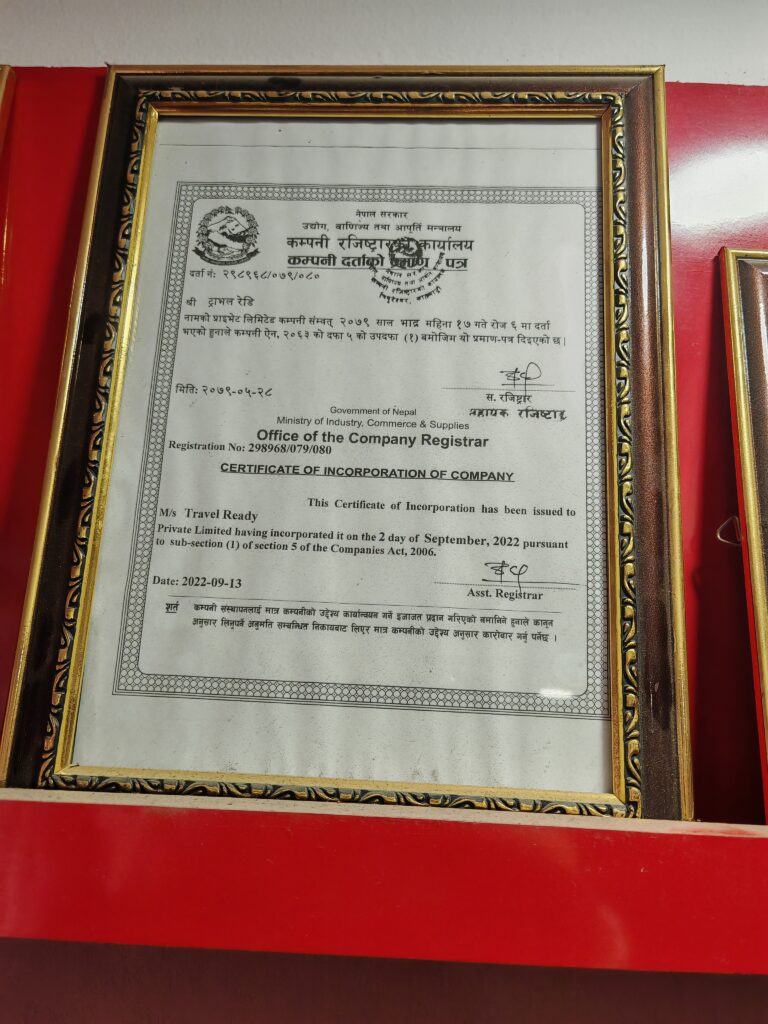 नेपाल सरकार
उद्योग, वाणिज्य तथा आपूर्ति मन्त्रालय
कम्पनी रजिष्ट्रारको कार्यालय
कम्पनी दर्ताको प्रमाण - पत्र
दर्ता नं: २९८९६८/०७९/०८०
श्री ट्राभल रेडि
नामको प्राइभेट लिमिटेड कम्पनी संम्वत् २०७९ साल भाद्र महिना १७ गते रोज ६ मा दर्ता
भएको हुनाले कम्पनी ऐन, २०६३ को दफा ५ को उपदफा (१) बमोजिम यो प्रमाण-पत्र दिइएको छ|
मिति: २०७९-०५-२८
स. रजिष्ट्रार
सहायक रजिष्ट्रार
Government of Nepal
Ministry of Industry, Commerce & Supplies
Office of the Company Registrar
Registration No: 298968/079/080
CERTIFICATE OF INCORPORATION OF COMPANY
This Certificate of Incorporation has been issued to
M/s Travel Ready
Private Limited having incorporated it on the 2 day of September, 2022 pursuant
to sub-section (1) of section 5 of the Companies Act, 2006.
Date: 2022-09-13
Asst. Registrar
शर्त कम्पनी संस्थापनलाई मात्र कम्पनीको उद्देश्य कार्यान्वयन गर्ने इजाजत प्रदान गरिएको नमानिने हुनाले कानुन
अनुसार लिनुपर्ने अनुमति सम्बन्धित निकायबाट लिएर मात्र कम्पनीको उद्देश्य अनुसार कारोबार गर्नु पर्नेछ ।